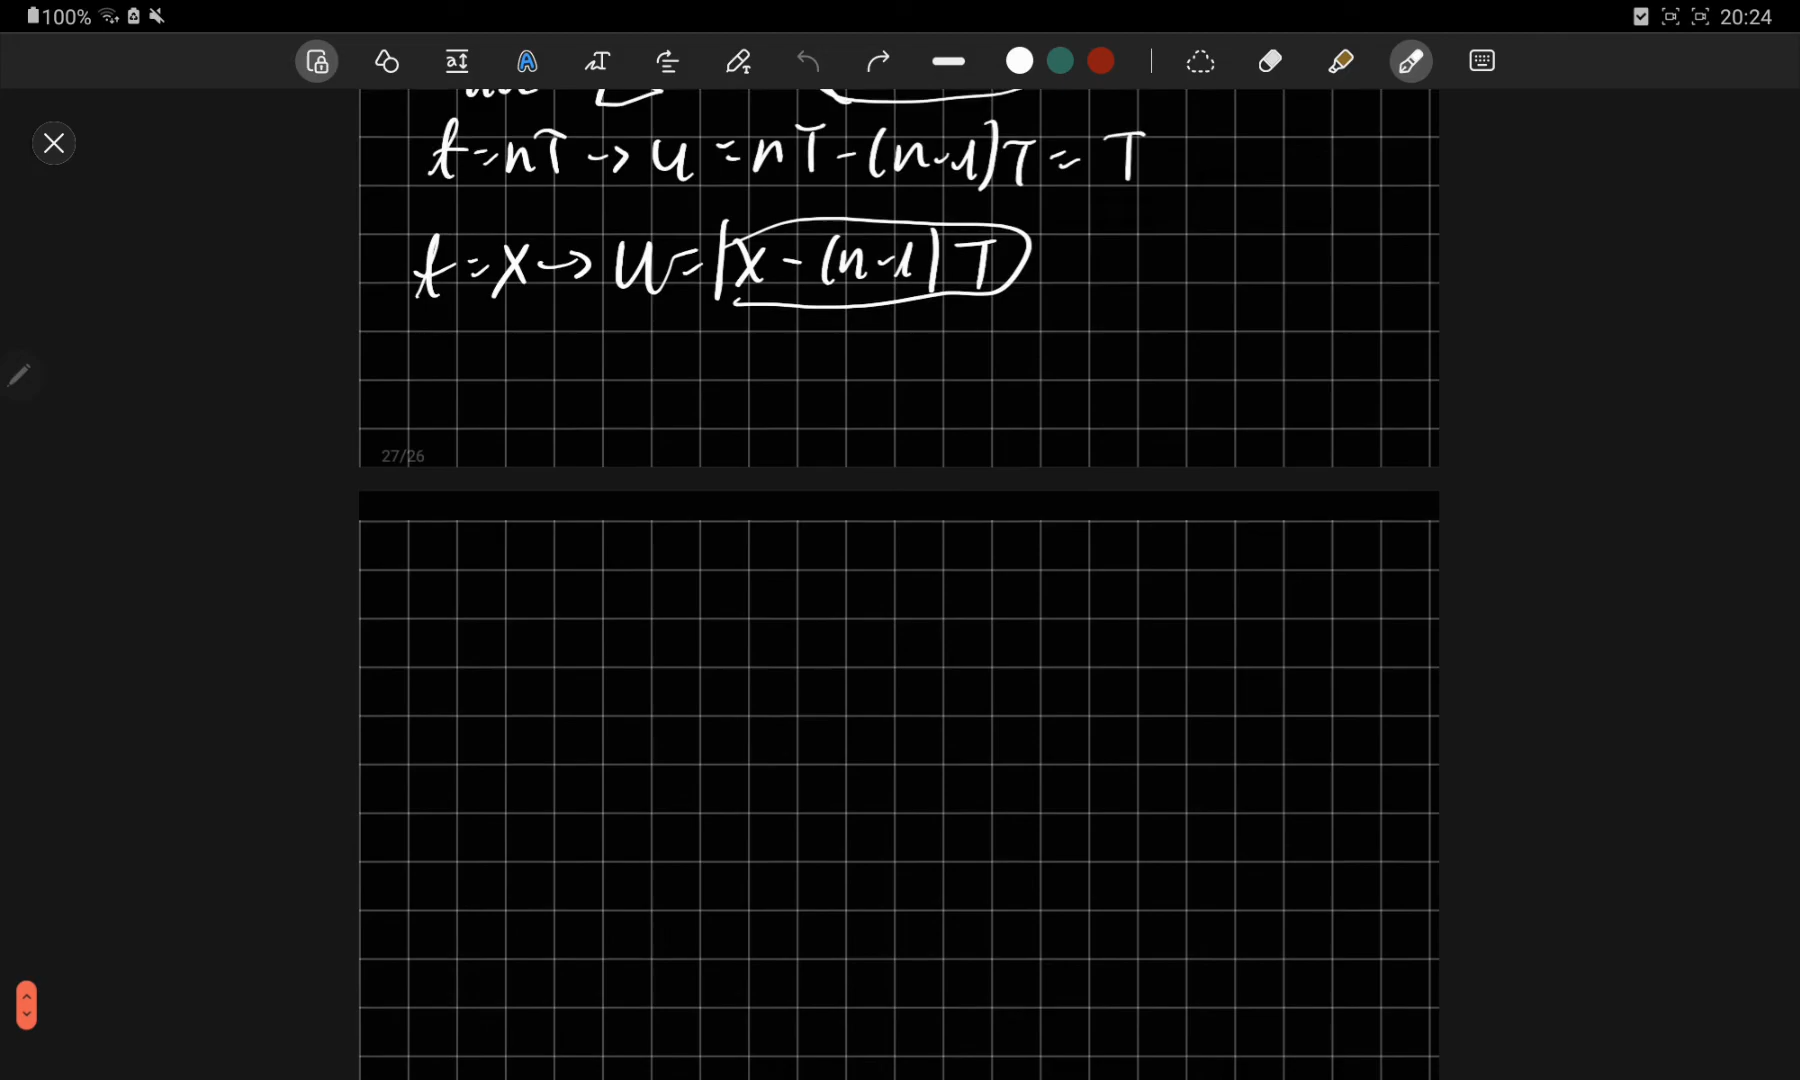 100% 20:24
t=nT→u=nT-(n-1)T=T
t=x→u=|x-(n-1)T
27/26